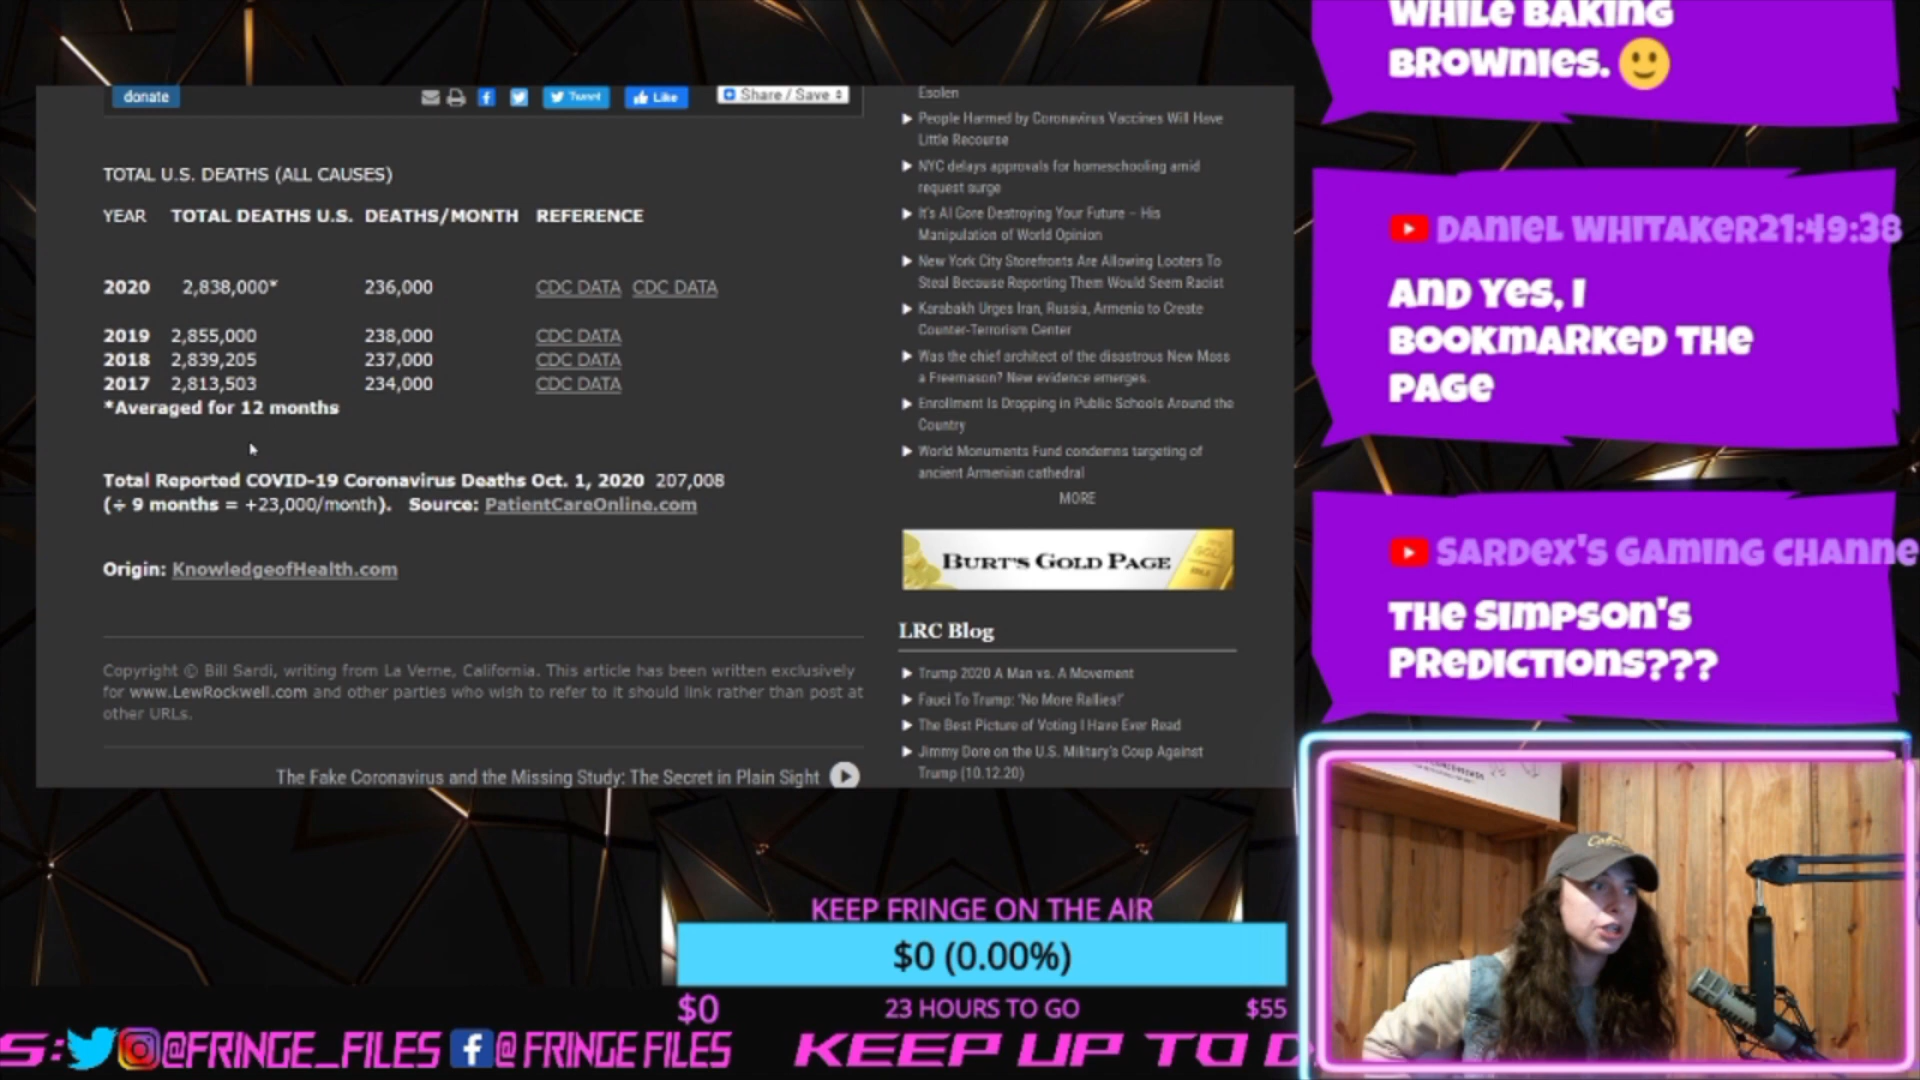 donate
Tweet
Like
Share / Save
TOTAL U.S. DEATHS (ALL CAUSES)
YEAR TOTAL DEATHS U.S. DEATHS/MONTH REFERENCE
2020 2,838,000* 236,000 CDC DATA CDC DATA
2019 2,855,000 238,000 CDC DATA
2018 2,839,205 237,000 CDC DATA
2017 2,813,503 234,000 CDC DATA
*Averaged for 12 months
Total Reported COVID-19 Coronavirus Deaths Oct. 1, 2020 207,008
(÷ 9 months = +23,000/month). Source: PatientCareOnline.com
Origin: KnowledgeofHealth.com
Copyright © Bill Sardi, writing from La Verne, California. This article has been written exclusively
for www.LewRockwell.com and other parties who wish to refer to it should link rather than post at
other URLs.
The Fake Coronavirus and the Missing Study: The Secret in Plain Sight
Esolen
People Harmed by Coronavirus Vaccines Will Have
Little Recourse
NYC delays approvals for homeschooling amid
request surge
It's Al Gore Destroying Your Future – His
Manipulation of World Opinion
New York City Storefronts Are Allowing Looters To
Steal Because Reporting Them Would Seem Racist
Karabakh Urges Iran, Russia, Armenia to Create
Counter-Terrorism Center
Was the chief architect of the disastrous New Mass
a Freemason? New evidence emerges.
Enrollment Is Dropping in Public Schools Around the
Country
World Monuments Fund condemns targeting of
ancient Armenian cathedral
MORE
BURT'S GOLD PAGE
LRC Blog
Trump 2020 A Man vs. A Movement
Fauci To Trump: 'No More Rallies!'
The Best Picture of Voting I Have Ever Read
Jimmy Dore on the U.S. Military's Coup Against
Trump (10.12.20)
WHILE BAKING
BROWNIES. 🙂
DANIEL WHITAKER21:49:38
AND YES, I
BOOKMARKED THE
PAGE
SARDEX'S GAMING CHANNE
THE SIMPSON'S
PREDICTIONS???
KEEP FRINGE ON THE AIR
$0 (0.00%)
$0 23 HOURS TO GO $55
S: @FRINGE_FILES @FRINGE FILES KEEP UP TO D